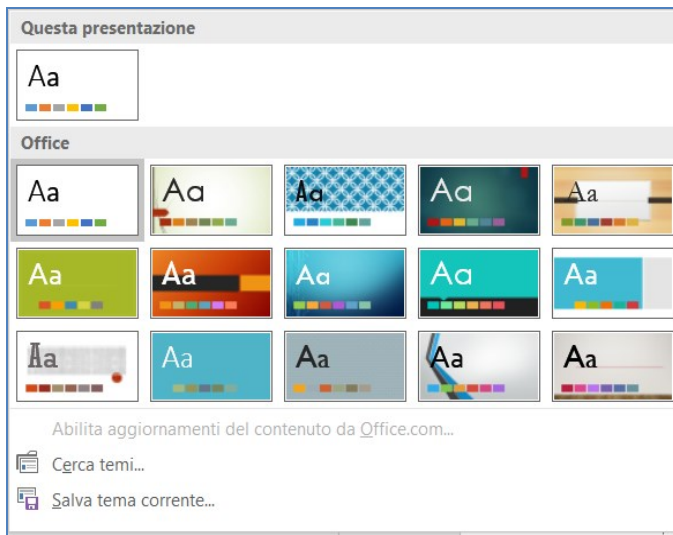 Questa presentazione
Aa
Office
Aa Aa Aa Aa Aa
Aa Aa Aa Aa Aa
Aa Aa Aa Aa Aa
Abilita aggiornamenti del contenuto da Office.com...
Cerca temi...
Salva tema corrente...